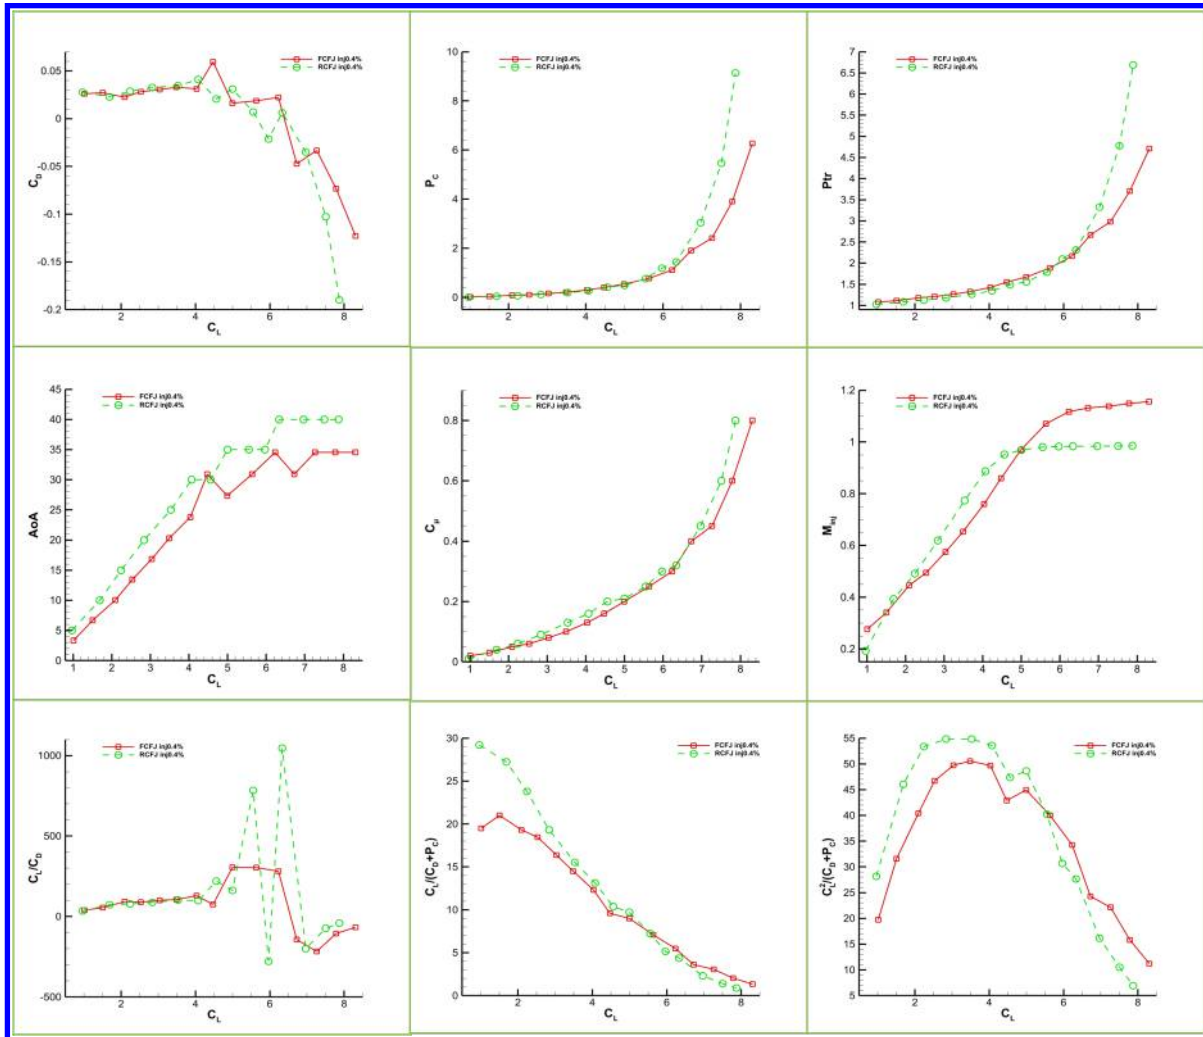 FCFJ inj0.4%
RCFJ inj0.4%
0.05
0
-0.05
-0.1
-0.15
-0.2
C_D
2 4 6 8
C_L
FCFJ inj0.4%
RCFJ inj0.4%
10
8
6
4
2
0
P_C
2 4 6 8
C_L
FCFJ inj0.4%
RCFJ inj0.4%
7
6.5
6
5.5
5
4.5
4
3.5
3
2.5
2
1.5
1
Ptr
2 4 6 8
C_L
FCFJ inj0.4%
RCFJ inj0.4%
45
40
35
30
25
20
15
10
5
0
AoA
1 2 3 4 5 6 7 8
C_L
FCFJ inj0.4%
RCFJ inj0.4%
0.8
0.6
0.4
0.2
0
C_μ
1 2 3 4 5 6 7 8
C_L
FCFJ inj0.4%
RCFJ inj0.4%
1.2
1
0.8
0.6
0.4
0.2
M_inj
1 2 3 4 5 6 7 8
C_L
FCFJ inj0.4%
RCFJ inj0.4%
1000
500
0
-500
C_L/C_D
2 4 6 8
C_L
FCFJ inj0.4%
RCFJ inj0.4%
30
25
20
15
10
5
0
C_L/(C_D+P_C)
2 4 6 8
C_L
FCFJ inj0.4%
RCFJ inj0.4%
55
50
45
40
35
30
25
20
15
10
5
C_L^2/(C_D+P_C)
2 4 6 8
C_L